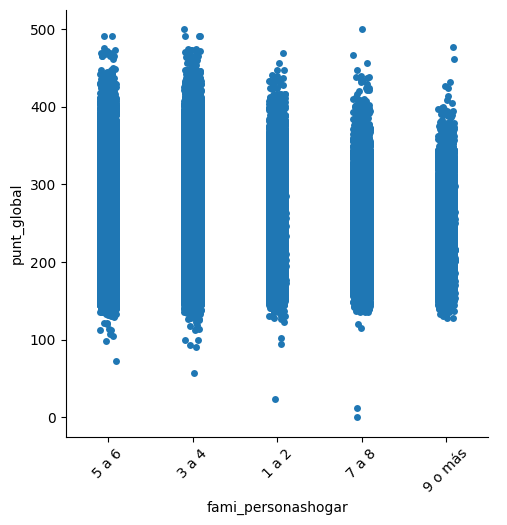 500
400
300
200
100
0
punt_global
5 a 6
3 a 4
1 a 2
7 a 8
9 o más
fami_personashogar